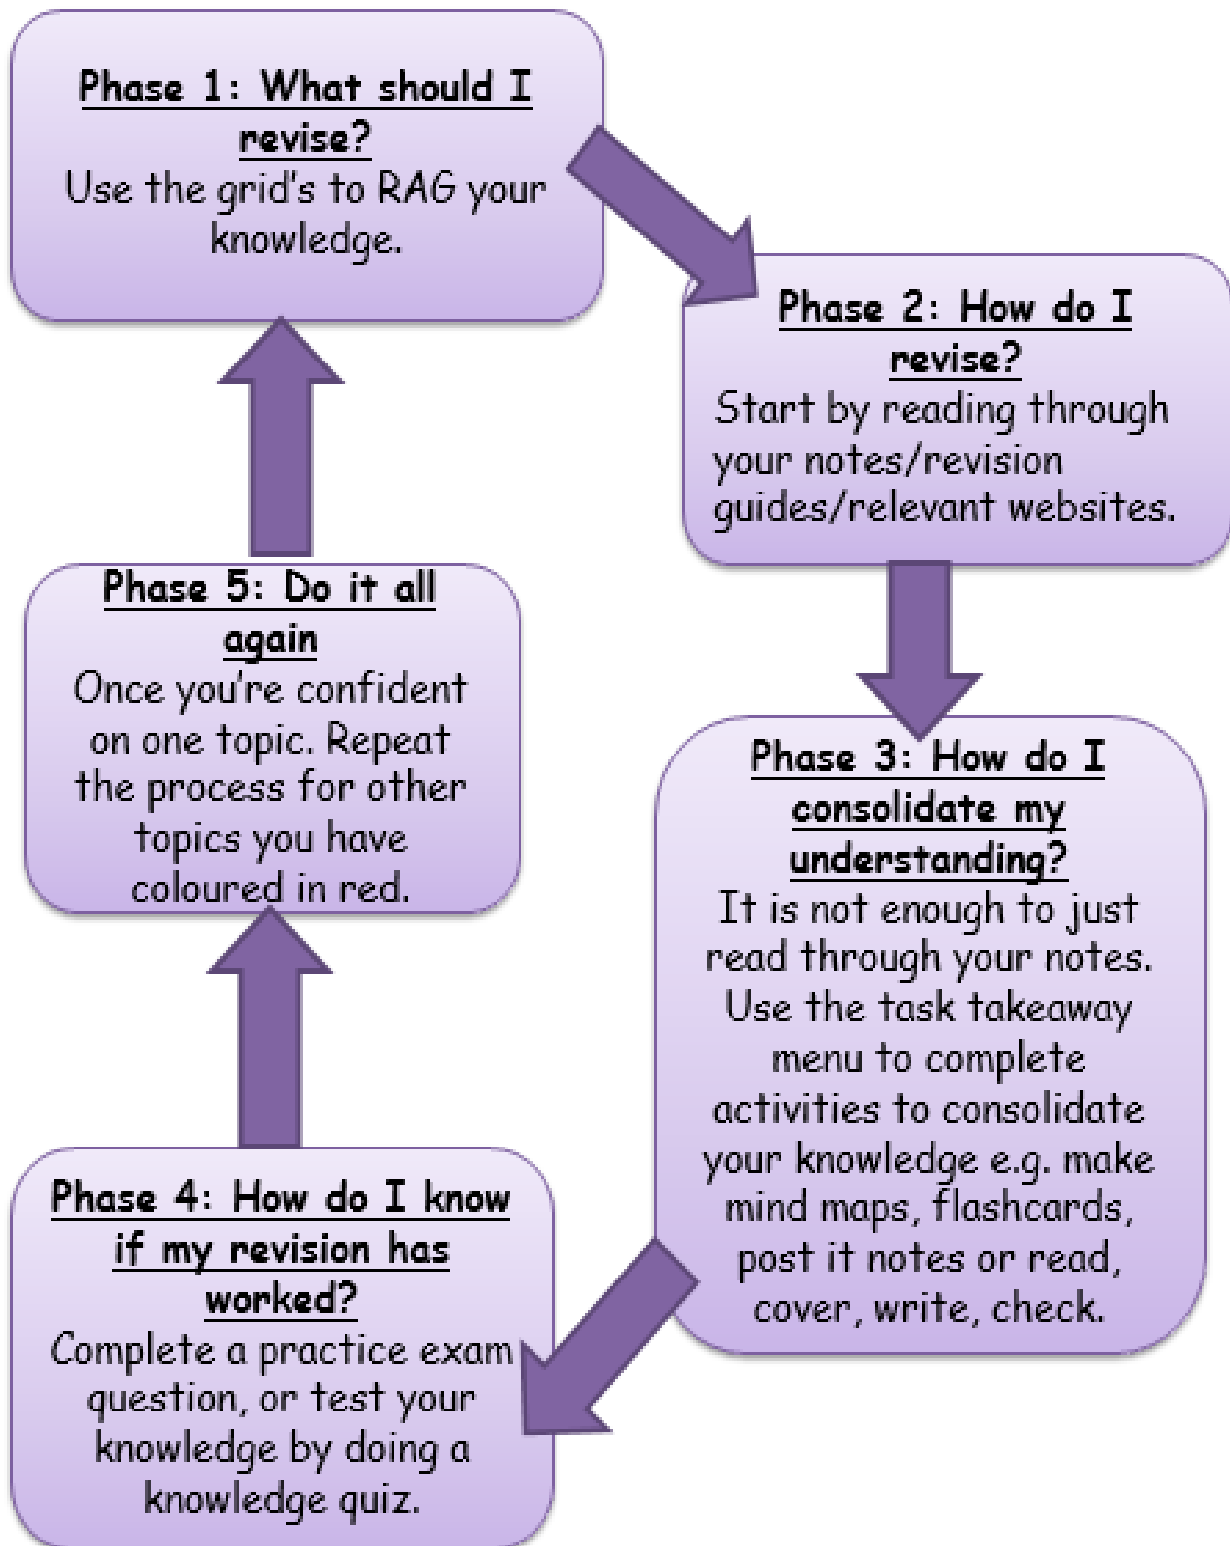 Phase 1: What should I
revise?
Use the grid's to RAG your
knowledge.
Phase 2: How do I
revise?
Start by reading through
your notes/revision
guides/relevant websites.
Phase 3: How do I
consolidate my
understanding?
It is not enough to just
read through your notes.
Use the task takeaway
menu to complete
activities to consolidate
your knowledge e.g. make
mind maps, flashcards,
post it notes or read,
cover, write, check.
Phase 4: How do I know
if my revision has
worked?
Complete a practice exam
question, or test your
knowledge by doing a
knowledge quiz.
Phase 5: Do it all
again
Once you're confident
on one topic. Repeat
the process for other
topics you have
coloured in red.